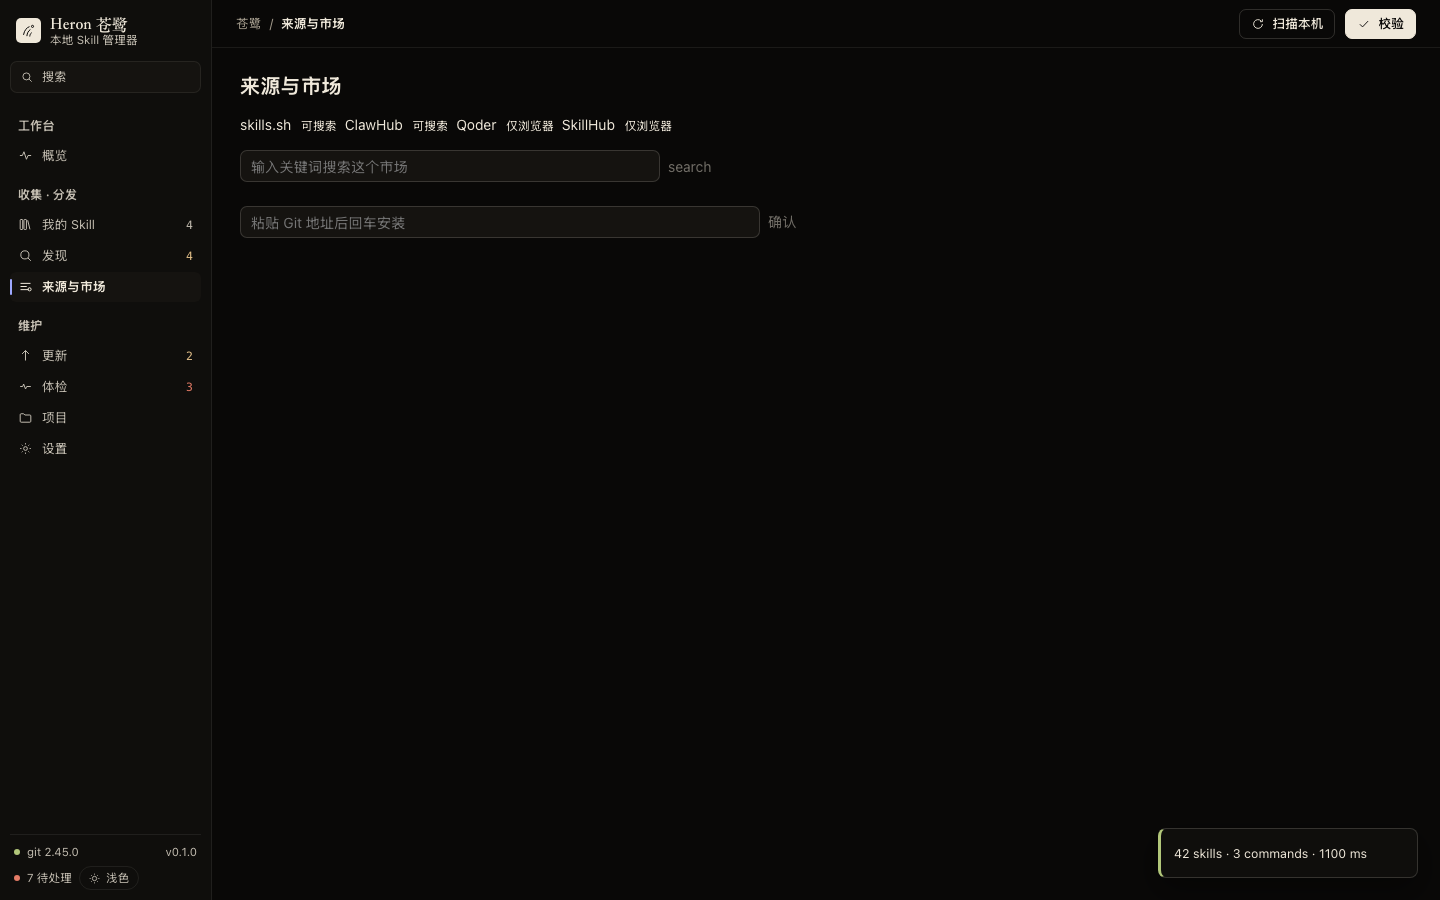 Heron 苍鹭
本地 Skill 管理器
搜索
工作台
概览
收集 · 分发
我的 Skill 4
发现 4
来源与市场
维护
更新 2
体检 3
项目
设置
git 2.45.0 v0.1.0
7 待处理 浅色
苍鹭 / 来源与市场
扫描本机 校验
来源与市场
skills.sh 可搜索 ClawHub 可搜索 Qoder 仅浏览器 SkillHub 仅浏览器
输入关键词搜索这个市场 search
粘贴 Git 地址后回车安装 确认
42 skills · 3 commands · 1100 ms